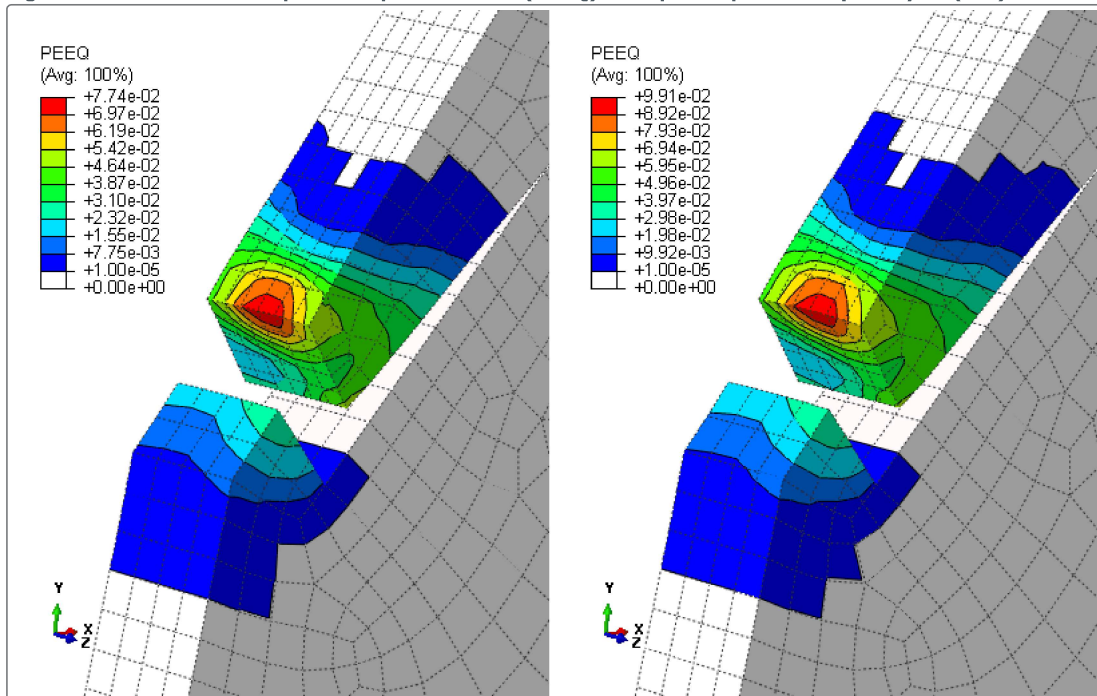 PEEQ
(Avg: 100%)
+7.74e-02
+6.97e-02
+6.19e-02
+5.42e-02
+4.64e-02
+3.87e-02
+3.10e-02
+2.32e-02
+1.55e-02
+7.75e-03
+1.00e-05
+0.00e+00
Y
X
Z
PEEQ
(Avg: 100%)
+9.91e-02
+8.92e-02
+7.93e-02
+6.94e-02
+5.95e-02
+4.96e-02
+3.97e-02
+2.98e-02
+1.98e-02
+9.92e-03
+1.00e-05
+0.00e+00
Y
X
Z